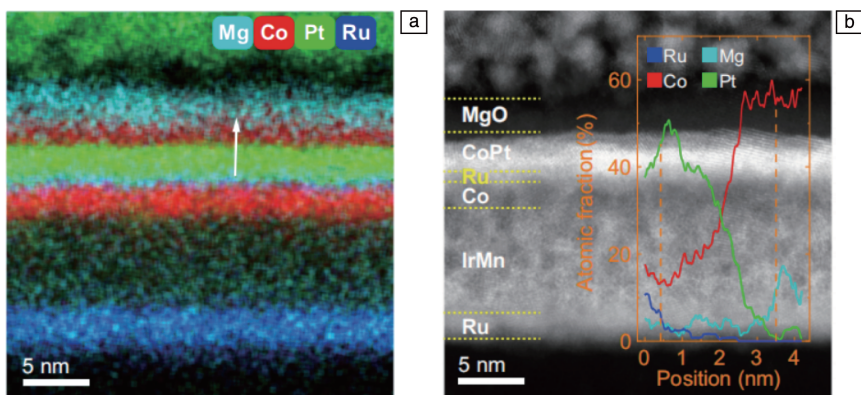 Mg Co Pt Ru
a
5 nm
b
Ru Mg
Co Pt
MgO
CoPt
Ru
Co
IrMn
Ru
Atomic fraction(%)
60
40
20
0
0 1 2 3 4
Position (nm)
5 nm